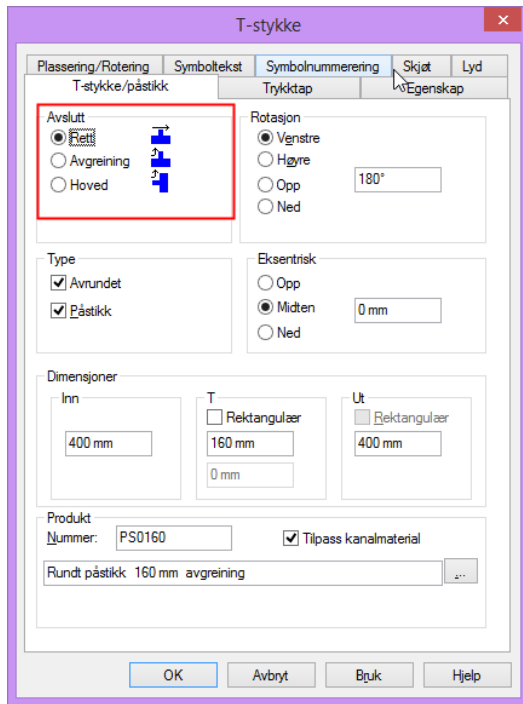 T-stykke
Plassering/Rotering Symboltekst Symbolnummerering Skjøt Lyd
T-stykke/påstikk Trykktap Egenskap
Avslutt
Rett
Avgreining
Hoved
Rotasjon
Venstre
Høyre
Opp
Ned
180°
Type
Avrundet
Påstikk
Eksentrisk
Opp
Midten
Ned
0 mm
Dimensjoner
Inn
400 mm
T
Rektangulær
160 mm
0 mm
Ut
Rektangulær
400 mm
Produkt
Nummer: PS0160
Tilpass kanalmaterial
Rundt påstikk 160 mm avgreining
...
OK Avbryt Bruk Hjelp